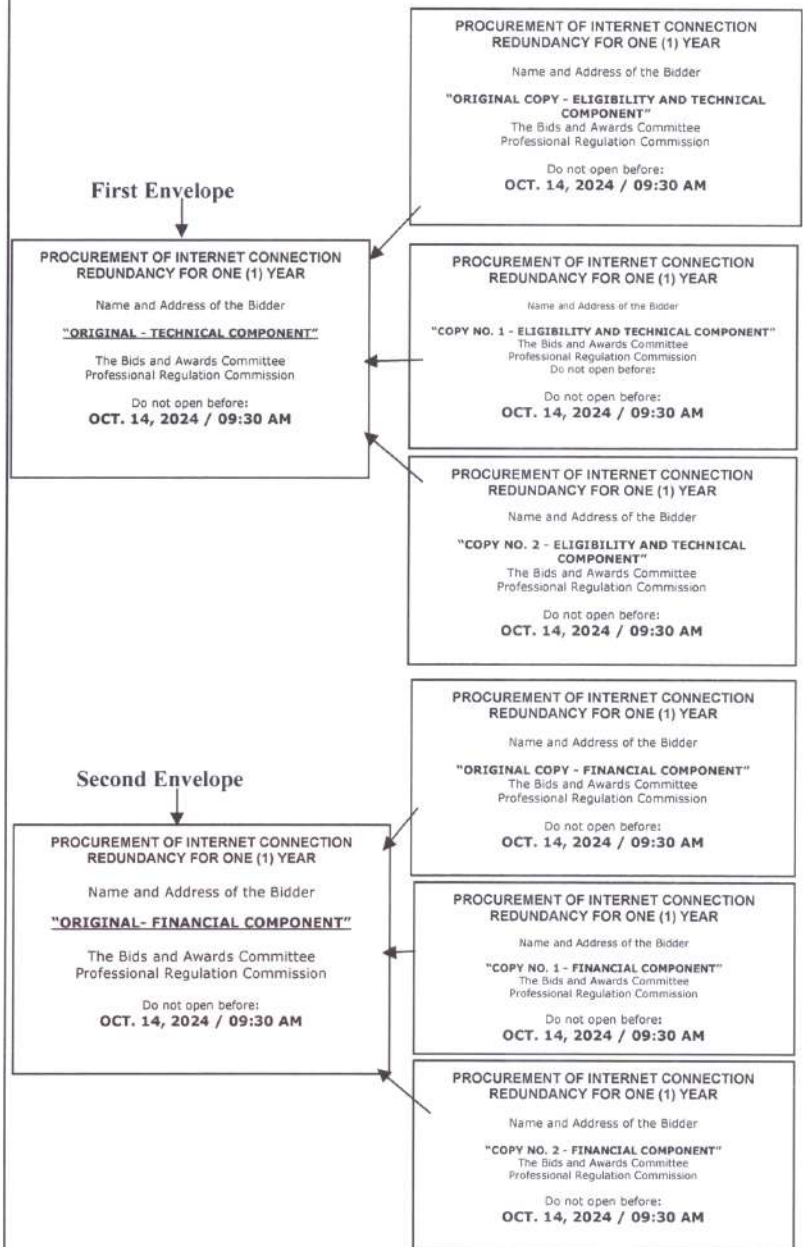 PROCUREMENT OF INTERNET CONNECTION
REDUNDANCY FOR ONE (1) YEAR
Name and Address of the Bidder
"ORIGINAL COPY - ELIGIBILITY AND TECHNICAL
COMPONENT"
The Bids and Awards Committee
Professional Regulation Commission
Do not open before:
OCT. 14, 2024 / 09:30 AM
First Envelope
PROCUREMENT OF INTERNET CONNECTION
REDUNDANCY FOR ONE (1) YEAR
Name and Address of the Bidder
"ORIGINAL - TECHNICAL COMPONENT"
The Bids and Awards Committee
Professional Regulation Commission
Do not open before:
OCT. 14, 2024 / 09:30 AM
PROCUREMENT OF INTERNET CONNECTION
REDUNDANCY FOR ONE (1) YEAR
Name and Address of the Bidder
"COPY NO. 1 - ELIGIBILITY AND TECHNICAL COMPONENT"
The Bids and Awards Committee
Professional Regulation Commission
Do not open before:
Do not open before:
OCT. 14, 2024 / 09:30 AM
PROCUREMENT OF INTERNET CONNECTION
REDUNDANCY FOR ONE (1) YEAR
Name and Address of the Bidder
"COPY NO. 2 - ELIGIBILITY AND TECHNICAL
COMPONENT"
The Bids and Awards Committee
Professional Regulation Commission
Do not open before:
OCT. 14, 2024 / 09:30 AM
PROCUREMENT OF INTERNET CONNECTION
REDUNDANCY FOR ONE (1) YEAR
Name and Address of the Bidder
"ORIGINAL COPY - FINANCIAL COMPONENT"
The Bids and Awards Committee
Professional Regulation Commission
Do not open before:
OCT. 14, 2024 / 09:30 AM
Second Envelope
PROCUREMENT OF INTERNET CONNECTION
REDUNDANCY FOR ONE (1) YEAR
Name and Address of the Bidder
"ORIGINAL- FINANCIAL COMPONENT"
The Bids and Awards Committee
Professional Regulation Commission
Do not open before:
OCT. 14, 2024 / 09:30 AM
PROCUREMENT OF INTERNET CONNECTION
REDUNDANCY FOR ONE (1) YEAR
Name and Address of the Bidder
"COPY NO. 1 - FINANCIAL COMPONENT"
The Bids and Awards Committee
Professional Regulation Commission
Do not open before:
OCT. 14, 2024 / 09:30 AM
PROCUREMENT OF INTERNET CONNECTION
REDUNDANCY FOR ONE (1) YEAR
Name and Address of the Bidder
"COPY NO. 2 - FINANCIAL COMPONENT"
The Bids and Awards Committee
Professional Regulation Commission
Do not open before:
OCT. 14, 2024 / 09:30 AM